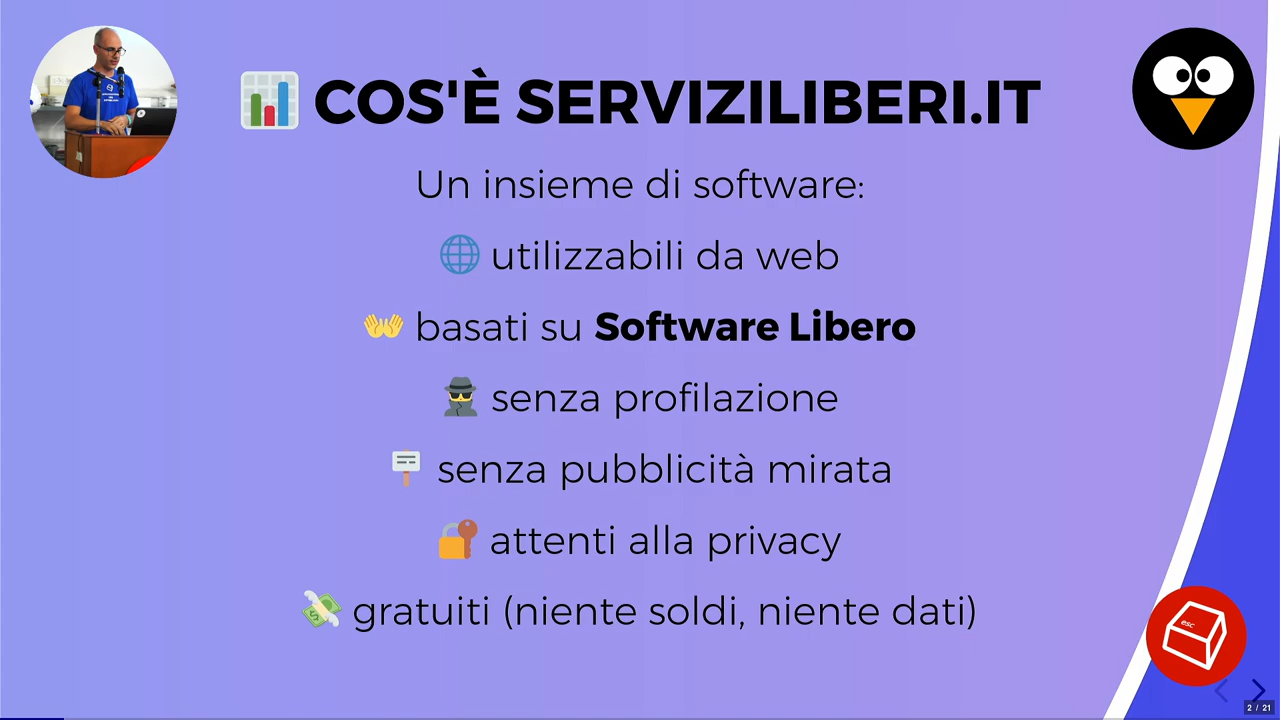 COS'È SERVIZILIBERI.IT
Un insieme di software:
utilizzabili da web
basati su Software Libero
senza profilazione
senza pubblicità mirata
attenti alla privacy
gratuiti (niente soldi, niente dati)
esc
2 / 21